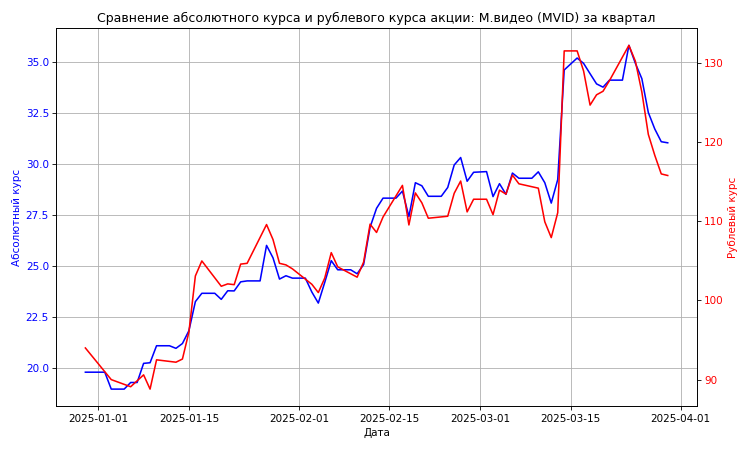 Сравнение абсолютного курса и рублевого курса акции: М.видео (MVID) за квартал
35.0
32.5
30.0
27.5
25.0
22.5
20.0
Абсолютный курс
130
120
110
100
90
Рублевый курс
2025-01-01 2025-01-15 2025-02-01 2025-02-15 2025-03-01 2025-03-15 2025-04-01
Дата